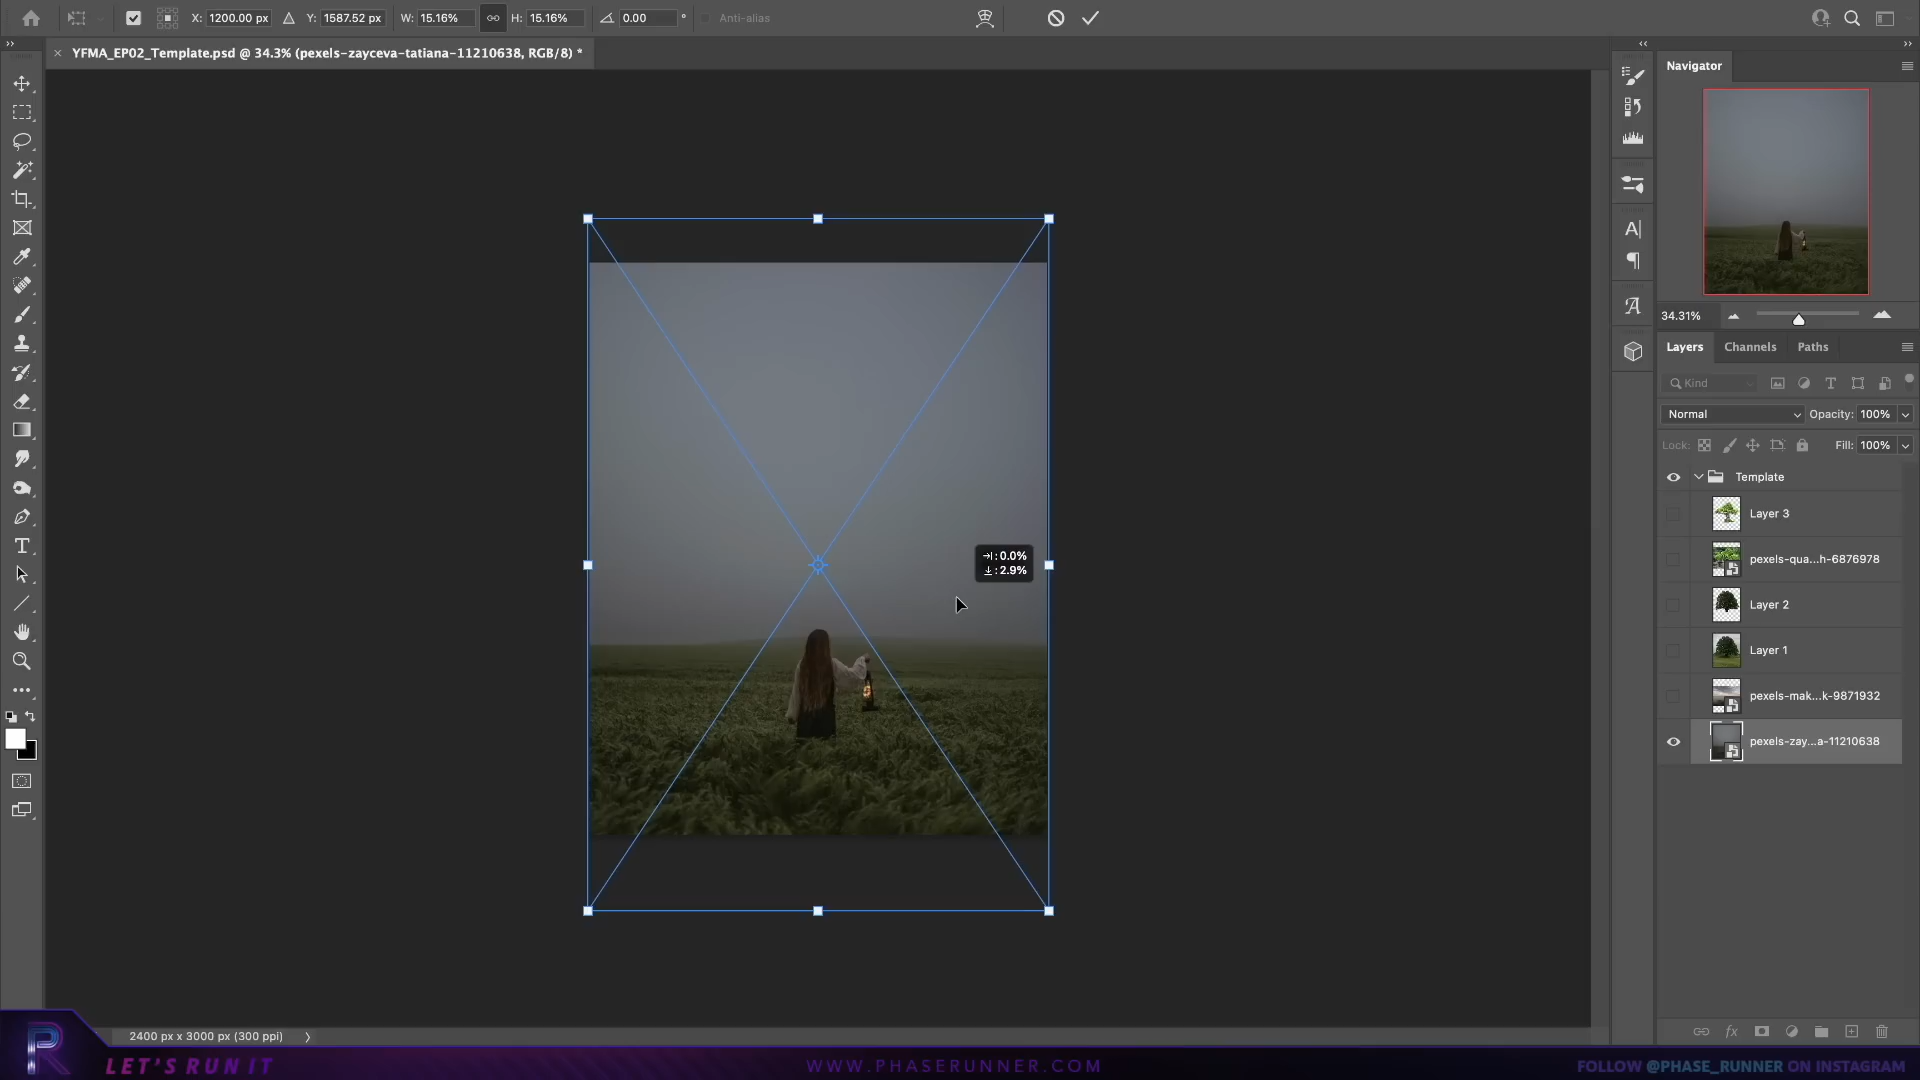 X: 1200.00 px Y: 1587.52 px W: 15.16% H: 15.16% 0.00 ° Anti-alias
× YFMA_EP02_Template.psd @ 34.3% (pexels-zayceva-tatiana-11210638, RGB/8) *
Navigator
34.31%
Layers Channels Paths
Kind
Normal Opacity: 100%
Lock: Fill: 100%
Template
Layer 3
pexels-qua...h-6876978
Layer 2
Layer 1
pexels-mak...k-9871932
pexels-zay...a-11210638
: 0.0%
: 2.9%
2400 px x 3000 px (300 ppi)
R LET'S RUN IT
WWW.PHASERUNNER.COM
FOLLOW @PHASE_RUNNER ON INSTAGRAM